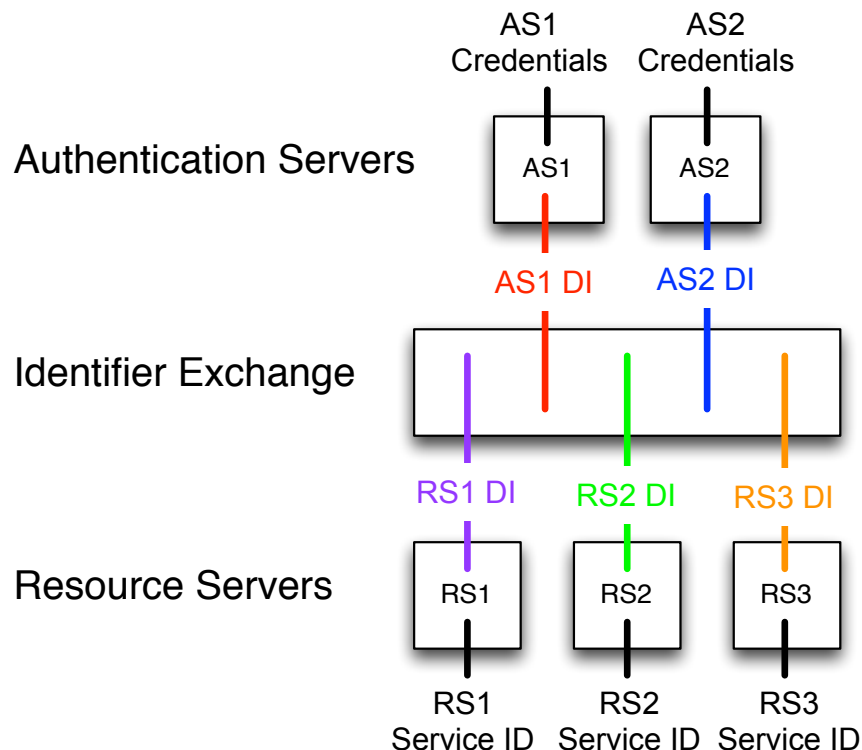 AS1 AS2
Credentials Credentials
Authentication Servers
AS1 AS2
AS1 DI AS2 DI
Identifier Exchange
RS1 DI RS2 DI RS3 DI
Resource Servers
RS1 RS2 RS3
RS1 RS2 RS3
Service ID Service ID Service ID